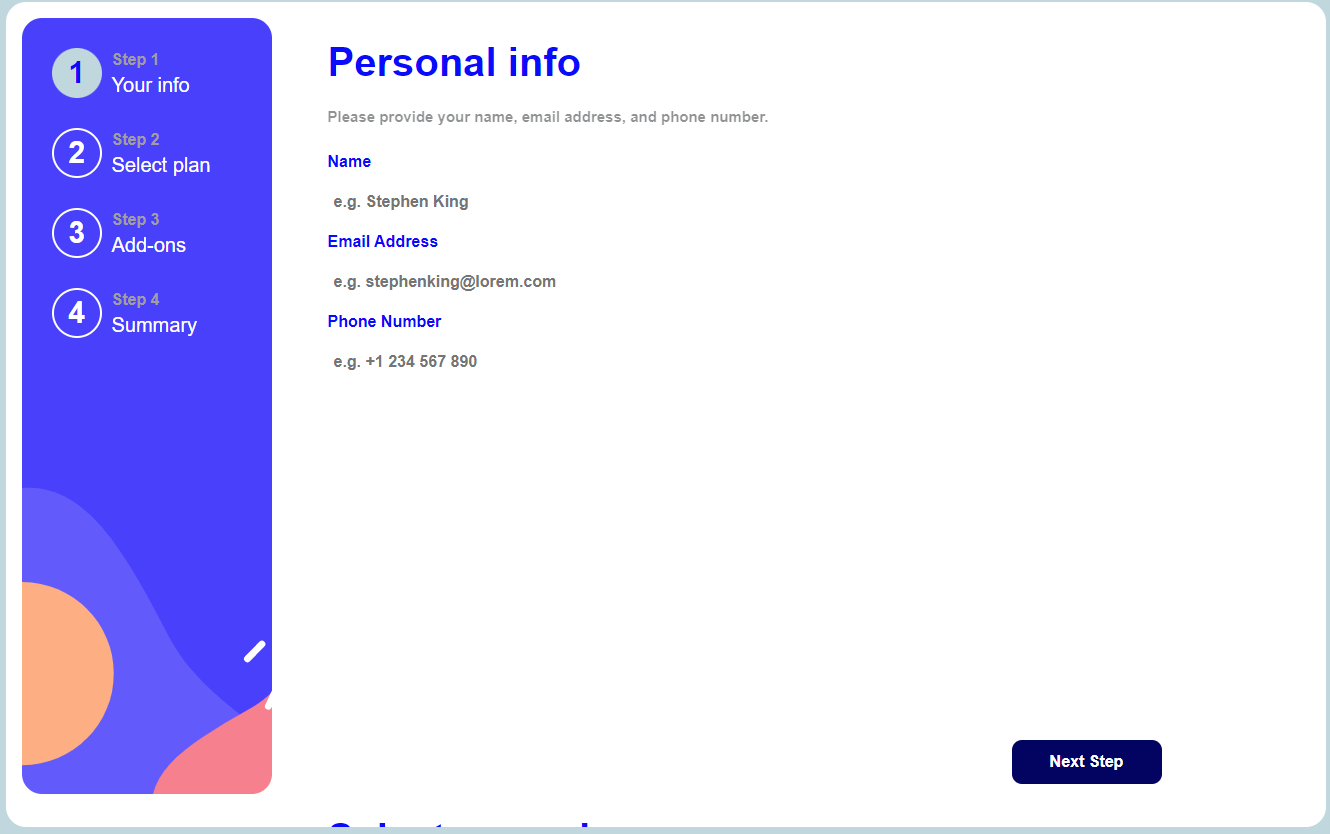 1
Step 1
Your info
2
Step 2
Select plan
3
Step 3
Add-ons
4
Step 4
Summary
Personal info
Please provide your name, email address, and phone number.
Name
e.g. Stephen King
Email Address
e.g. stephenking@lorem.com
Phone Number
e.g. +1 234 567 890
Next Step